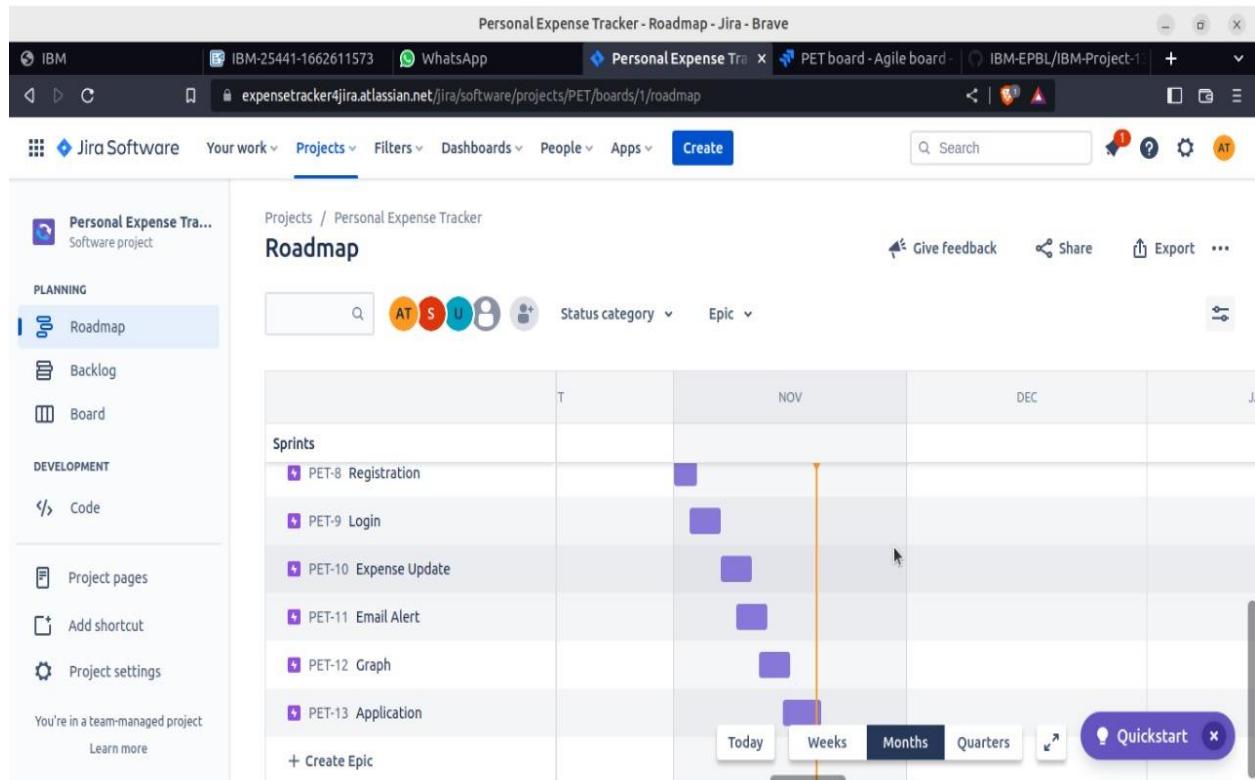 Personal Expense Tracker - Roadmap - Jira - Brave
IBM
IBM-25441-1662611573
WhatsApp
Personal Expense Tra
PET board - Agile board -
IBM-EPBL/IBM-Project-1
expensetracker4jira.atlassian.net/jira/software/projects/PET/boards/1/roadmap
Jira Software
Your work
Projects
Filters
Dashboards
People
Apps
Create
Search
1
AT
Personal Expense Tra...
Software project
PLANNING
Roadmap
Backlog
Board
DEVELOPMENT
Code
Project pages
Add shortcut
Project settings
You're in a team-managed project
Learn more
Projects / Personal Expense Tracker
Roadmap
Give feedback
Share
Export
AT
S
U
Status category
Epic
T
NOV
DEC
J
Sprints
PET-8 Registration
PET-9 Login
PET-10 Expense Update
PET-11 Email Alert
PET-12 Graph
PET-13 Application
+ Create Epic
Today
Weeks
Months
Quarters
Quickstart